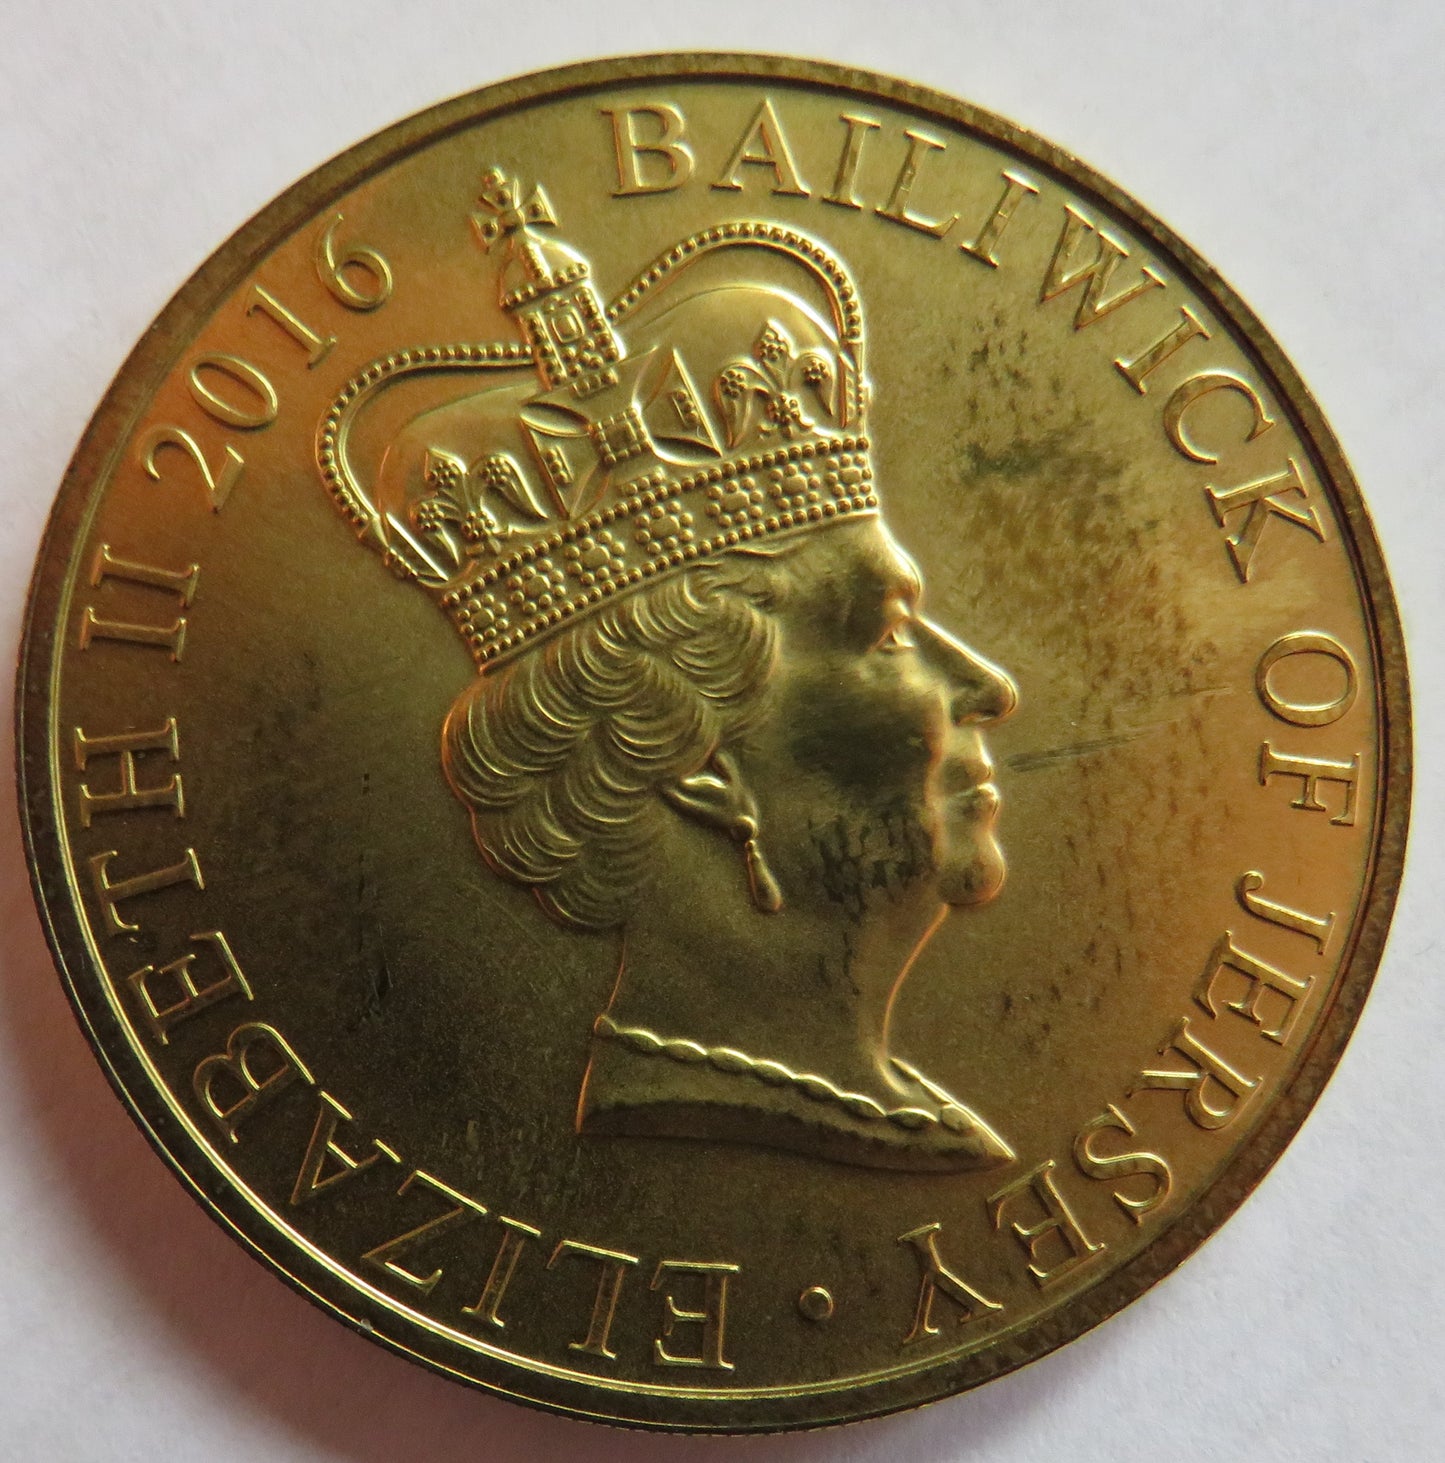 ELIZABETH II 2016 BAILIWICK OF JERSEY •